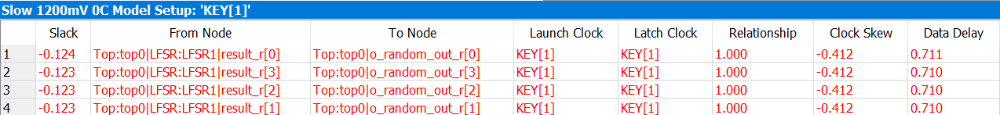 Slow 1200mV 0C Model Setup: 'KEY[1]'
Slack From Node To Node Launch Clock Latch Clock Relationship Clock Skew Data Delay
1 -0.124 Top:top0|LFSR:LFSR1|result_r[0] Top:top0|o_random_out_r[0] KEY[1] KEY[1] 1.000 -0.412 0.711
2 -0.123 Top:top0|LFSR:LFSR1|result_r[3] Top:top0|o_random_out_r[3] KEY[1] KEY[1] 1.000 -0.412 0.710
3 -0.123 Top:top0|LFSR:LFSR1|result_r[2] Top:top0|o_random_out_r[2] KEY[1] KEY[1] 1.000 -0.412 0.710
4 -0.123 Top:top0|LFSR:LFSR1|result_r[1] Top:top0|o_random_out_r[1] KEY[1] KEY[1] 1.000 -0.412 0.710